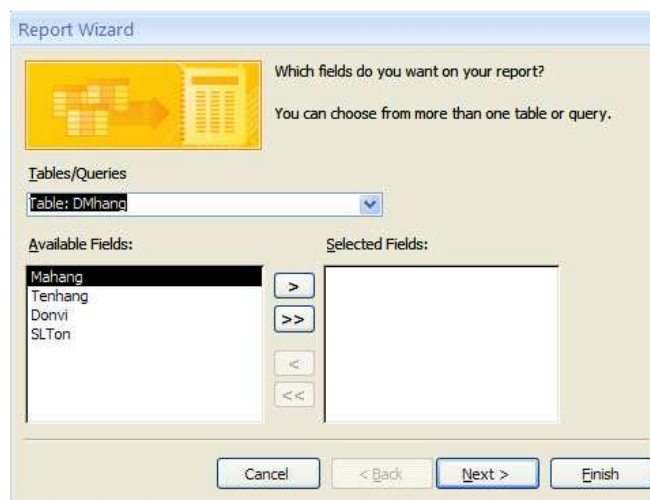 Report Wizard
Which fields do you want on your report?
You can choose from more than one table or query.
Tables/Queries
Table: DMhang
Available Fields:
Selected Fields:
Mahang
Tenhang
Donvi
SLTon
>
>>
<
<<
Cancel
< Back
Next >
Finish